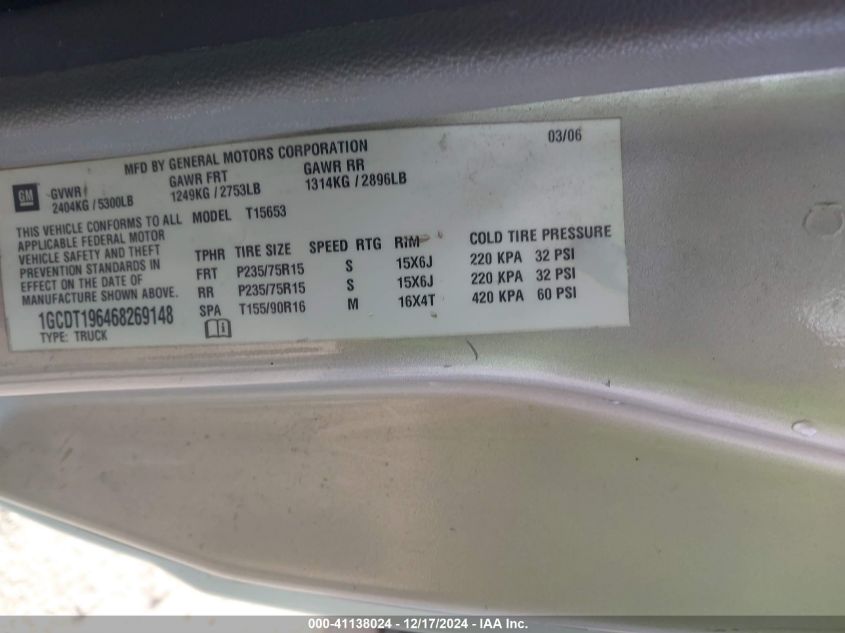 03/06
MFD BY GENERAL MOTORS CORPORATION
GM
GVWR GAWR FRT GAWR RR
2404KG / 5300LB 1249KG / 2753LB 1314KG / 2896LB
THIS VEHICLE CONFORMS TO ALL
APPLICABLE FEDERAL MOTOR
VEHICLE SAFETY AND THEFT
PREVENTION STANDARDS IN
EFFECT ON THE DATE OF
MANUFACTURE SHOWN ABOVE.
1GCDT196468269148
TYPE: TRUCK
MODEL T15653
TPHR TIRE SIZE SPEED RTG RIM COLD TIRE PRESSURE
FRT P235/75R15 S 15X6J 220 KPA 32 PSI
RR P235/75R15 S 15X6J 220 KPA 32 PSI
SPA T155/90R16 M 16X4T 420 KPA 60 PSI
000-41138024 - 12/17/2024 - IAA Inc.